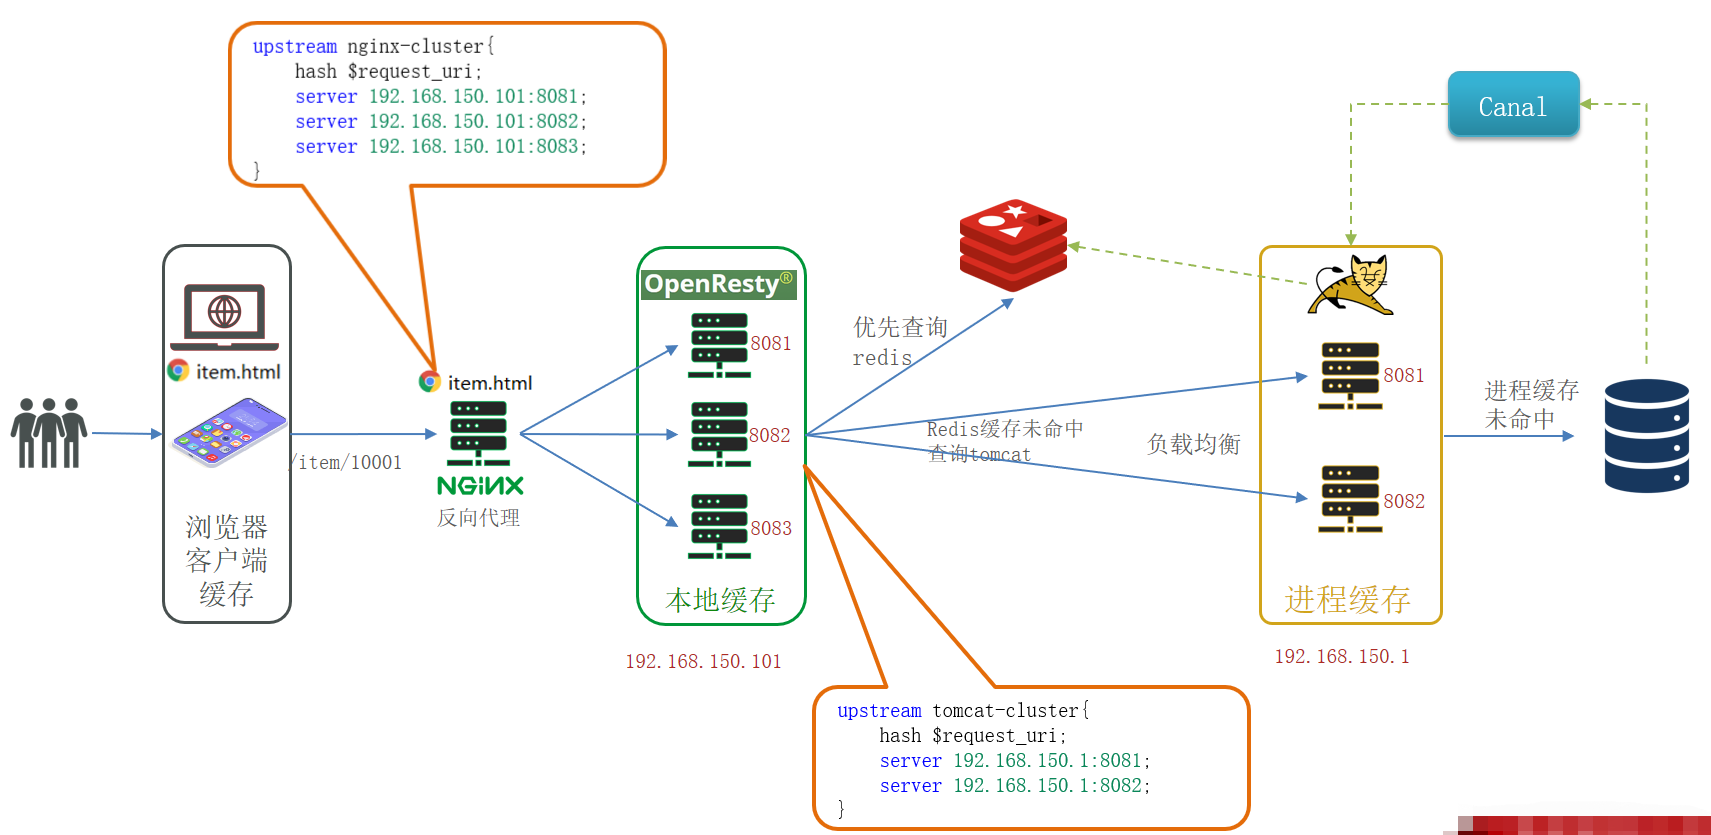 upstream nginx-cluster{
hash $request_uri;
server 192.168.150.101:8081;
server 192.168.150.101:8082;
server 192.168.150.101:8083;
}
Canal
item.html
浏览器
客户端
缓存
/item/10001
item.html
NGINX
反向代理
OpenResty®
8081
8082
8083
本地缓存
192.168.150.101
优先查询
redis
Redis缓存未命中
查询tomcat
负载均衡
8081
8082
进程缓存
192.168.150.1
进程缓存
未命中
upstream tomcat-cluster{
hash $request_uri;
server 192.168.150.1:8081;
server 192.168.150.1:8082;
}